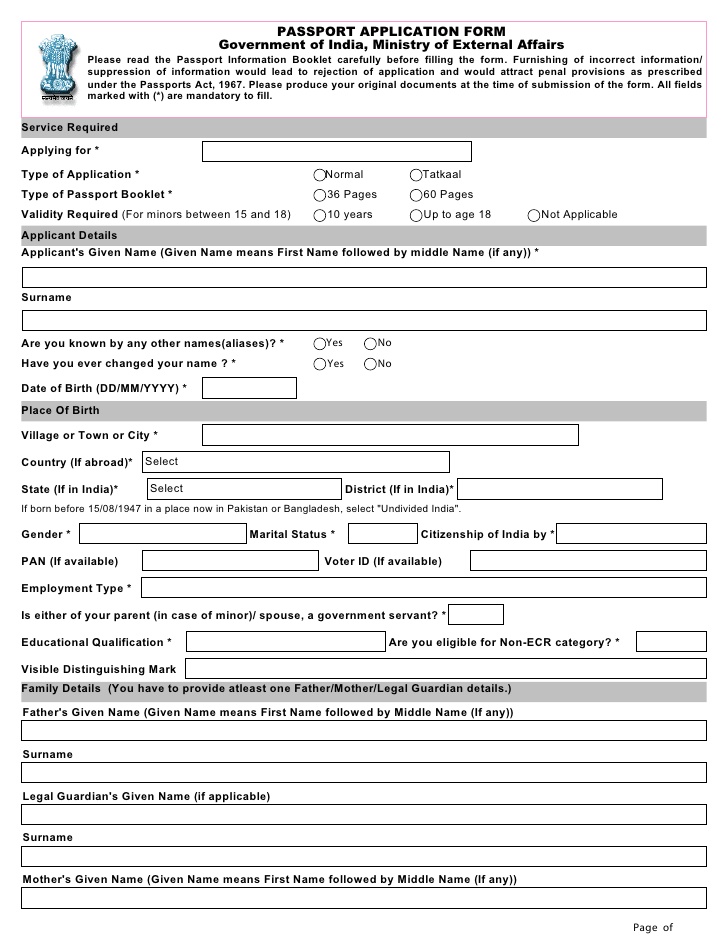 PASSPORT APPLICATION FORM
Government of India, Ministry of External Affairs
Please read the Passport Information Booklet carefully before filling the form. Furnishing of incorrect information/
suppression of information would lead to rejection of application and would attract penal provisions as prescribed
under the Passports Act, 1967. Please produce your original documents at the time of submission of the form. All fields
marked with (*) are mandatory to fill.
Service Required
Applying for *
Type of Application * Normal Tatkaal
Type of Passport Booklet * 36 Pages 60 Pages
Validity Required (For minors between 15 and 18) 10 years Up to age 18 Not Applicable
Applicant Details
Applicant's Given Name (Given Name means First Name followed by middle Name (if any)) *
Surname
Are you known by any other names(aliases)? * Yes No
Have you ever changed your name ? * Yes No
Date of Birth (DD/MM/YYYY) *
Place Of Birth
Village or Town or City *
Country (If abroad)* Select
State (If in India)* Select District (If in India)*
If born before 15/08/1947 in a place now in Pakistan or Bangladesh, select "Undivided India".
Gender * Marital Status * Citizenship of India by *
PAN (If available) Voter ID (If available)
Employment Type *
Is either of your parent (in case of minor)/ spouse, a government servant? *
Educational Qualification * Are you eligible for Non-ECR category? *
Visible Distinguishing Mark
Family Details (You have to provide atleast one Father/Mother/Legal Guardian details.)
Father's Given Name (Given Name means First Name followed by Middle Name (If any))
Surname
Legal Guardian's Given Name (if applicable)
Surname
Mother's Given Name (Given Name means First Name followed by Middle Name (If any))
Page of